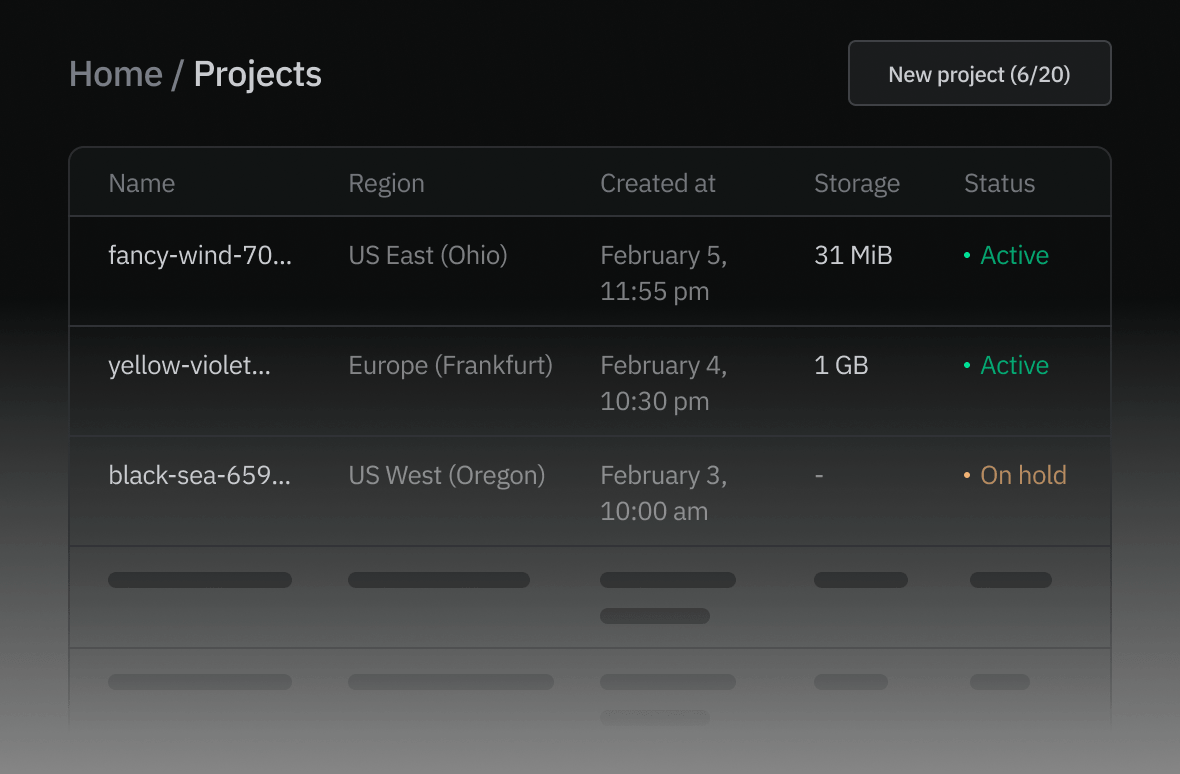 Home / Projects
New project (6/20)
Name Region Created at Storage Status
fancy-wind-70... US East (Ohio) February 5, 31 MiB • Active
11:55 pm
yellow-violet... Europe (Frankfurt) February 4, 1 GB • Active
10:30 pm
black-sea-659... US West (Oregon) February 3, - • On hold
10:00 am